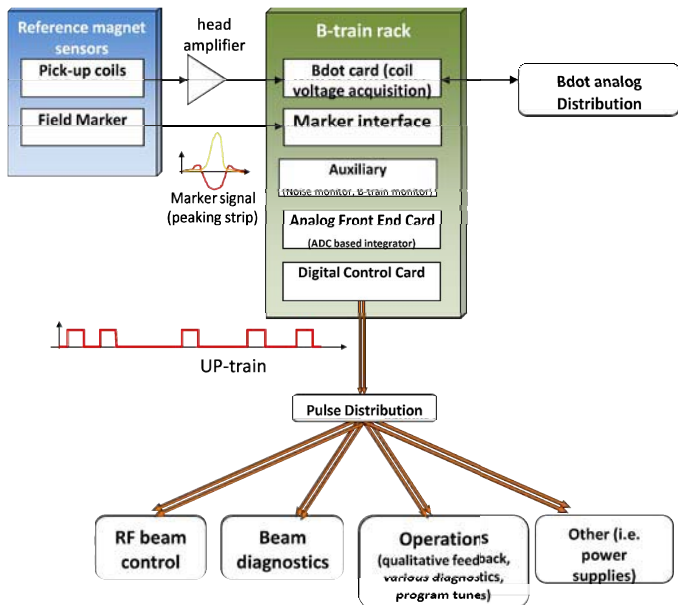 Reference magnet
sensors
Pick-up coils
Field Marker
head
amplifier
B-train rack
Bdot card (coil
voltage acquisition)
Marker interface
Auxiliary
(Noise monitor, B-train monitor)
Analog Front End Card
(ADC based integrator)
Digital Control Card
Bdot analog
Distribution
Marker signal
(peaking strip)
UP-train
Pulse Distribution
RF beam
control
Beam
diagnostics
Operations
(qualitative feedback,
various diagnostics,
program tunes)
Other (i.e.
power
supplies)